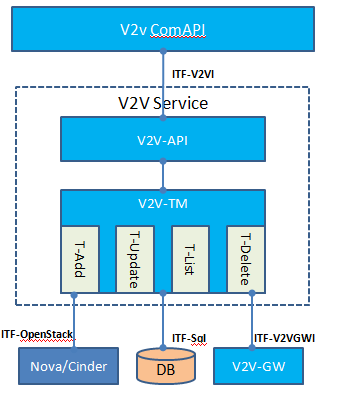 V2v ComAPI
ITF-V2VI
V2V Service
V2V-API
V2V-TM
T-Add
T-Update
T-List
T-Delete
ITF-OpenStack
ITF-Sql
ITF-V2VGWI
Nova/Cinder
DB
V2V-GW